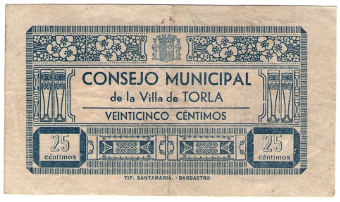 CONSEJO MUNICIPAL
de la Villa de TORLA
VEINTICINCO CÉNTIMOS
25 céntimos
25 céntimos
TIP. SANTAMARIA. - BARBASTRO